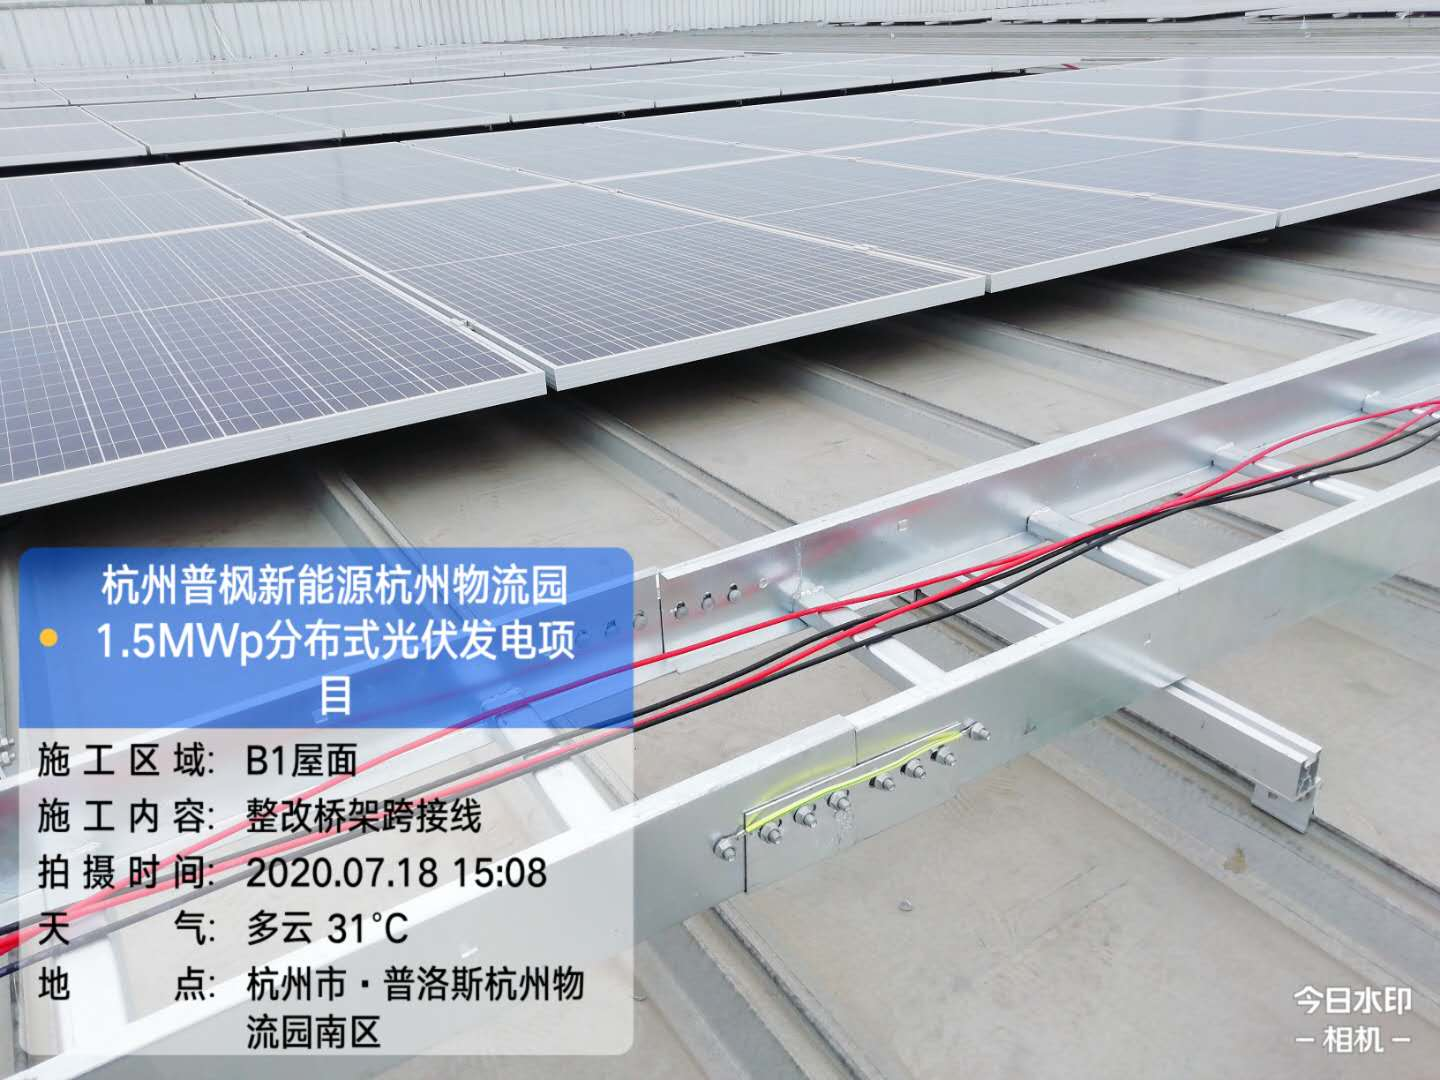 杭州普枫新能源杭州物流园
1.5MWp分布式光伏发电项
目
施工区域: B1屋面
施工内容: 整改桥架跨接线
拍摄时间: 2020.07.18 15:08
天气: 多云 31°C
地点: 杭州市·普洛斯杭州物
流园南区
今日水印
-相机-